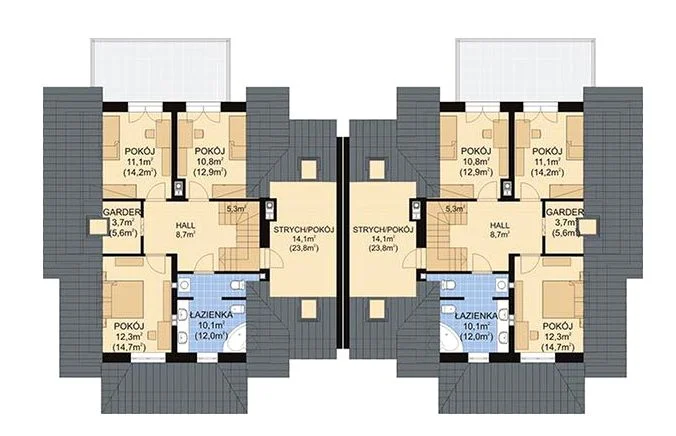 POKÓJ
11,1m²
(14,2m²)
POKÓJ
10,8m²
(12,9m²)
GARDER
3,7m²
(5,6m²)
HALL
8,7m²
5,3m²
STRYCH/POKÓJ
14,1m²
(23,8m²)
POKÓJ
12,3m²
(14,7m²)
ŁAZIENKA
10,1m²
(12,0m²)
POKÓJ
10,8m²
(12,9m²)
POKÓJ
11,1m²
(14,2m²)
STRYCH/POKÓJ
14,1m²
(23,8m²)
5,3m²
HALL
8,7m²
GARDER
3,7m²
(5,6m²)
ŁAZIENKA
10,1m²
(12,0m²)
POKÓJ
12,3m²
(14,7m²)